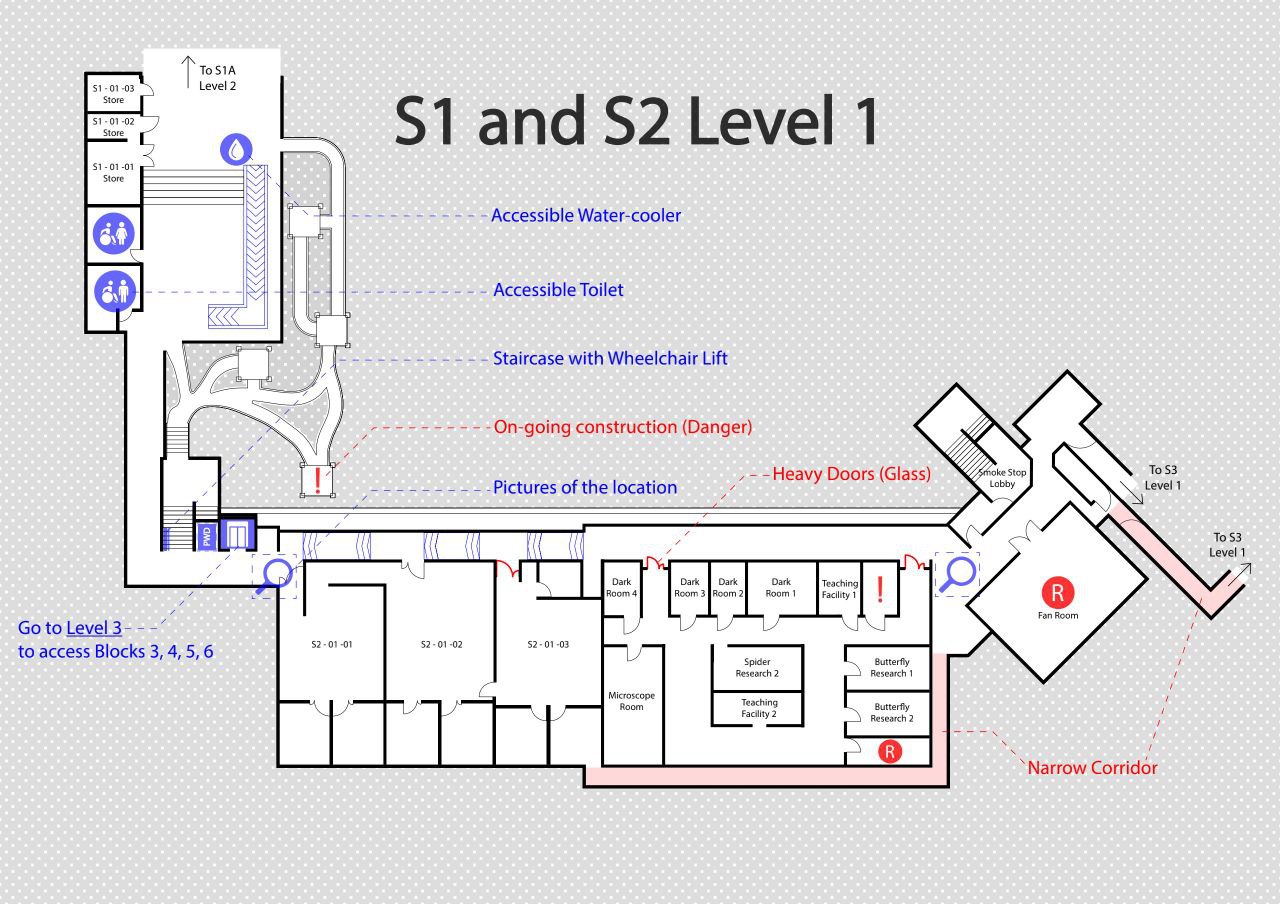 To S1A
Level 2
S1 and S2 Level 1
S1 - 01 -03
Store
S1 - 01 -02
Store
S1 - 01 -01
Store
Accessible Water-cooler
Accessible Toilet
Staircase with Wheelchair Lift
On-going construction (Danger)
!
Heavy Doors (Glass)
Pictures of the location
Smoke Stop
Lobby
To S3
Level 1
To S3
Level 1
PWD
Go to Level 3
to access Blocks 3, 4, 5, 6
Dark
Room 4
Dark
Room 3
Dark
Room 2
Dark
Room 1
Teaching
Facility 1
!
R
Fan Room
S2 - 01 -01
S2 - 01 -02
S2 - 01 -03
Microscope
Room
Spider
Research 2
Teaching
Facility 2
Butterfly
Research 1
Butterfly
Research 2
R
Narrow Corridor